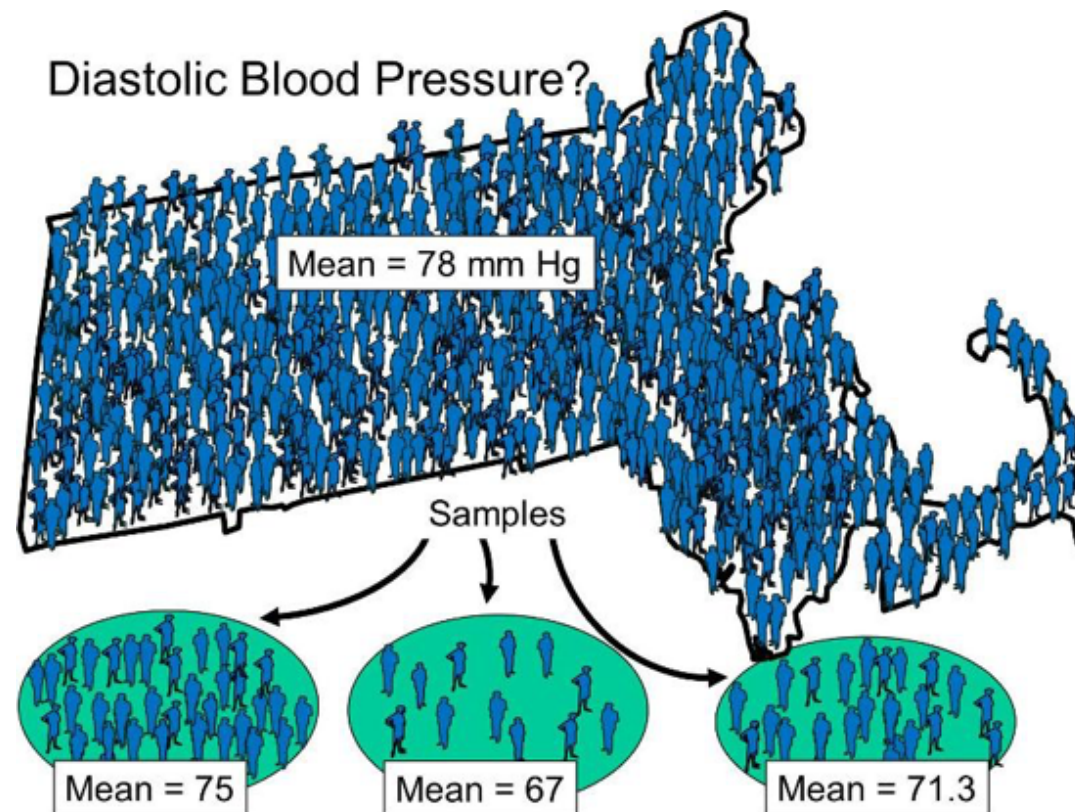 Diastolic Blood Pressure?
Mean = 78 mm Hg
Samples
Mean = 75
Mean = 67
Mean = 71.3